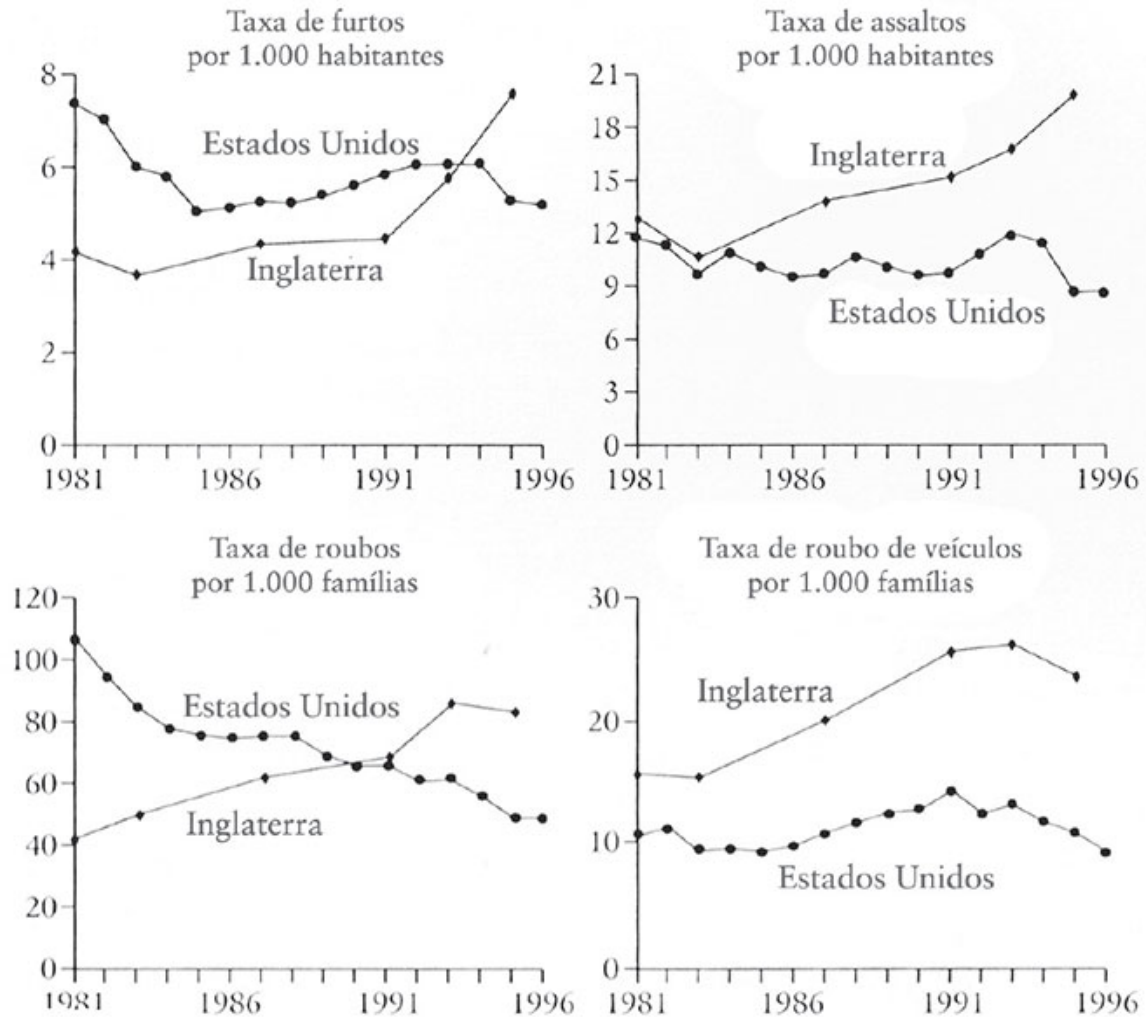 Taxa de furtos
por 1.000 habitantes
8
6
4
2
0
Estados Unidos
Inglaterra
1981
1986
1991
1996
Taxa de assaltos
por 1.000 habitantes
21
18
15
12
9
6
3
0
Inglaterra
Estados Unidos
1981
1986
1991
1996
Taxa de roubos
por 1.000 famílias
120
100
80
60
40
20
0
Estados Unidos
Inglaterra
1981
1986
1991
1996
Taxa de roubo de veículos
por 1.000 famílias
30
20
10
0
Inglaterra
Estados Unidos
1981
1986
1991
1996